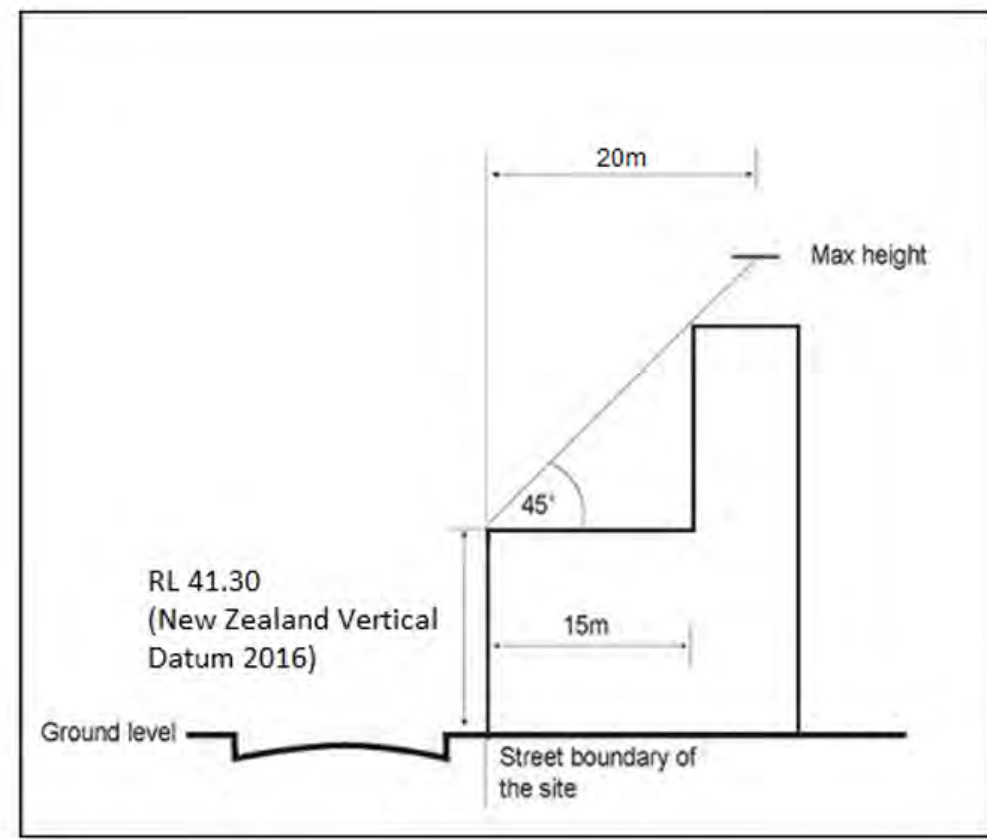 20m
Max height
45°
RL 41.30
(New Zealand Vertical
Datum 2016)
15m
Ground level
Street boundary of
the site